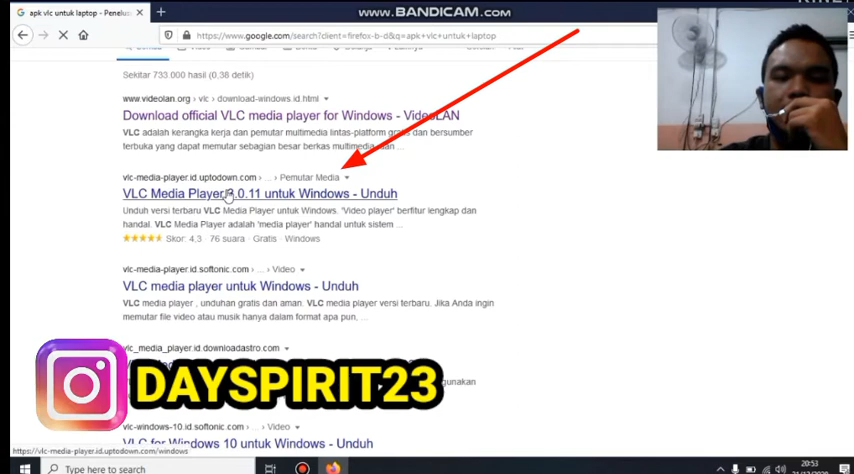 apk vlc untuk laptop - Penelus
WWW.BANDICAM.COM
https://www.google.com/search?client=firefox-b-d&q=apk+vlc+untuk+laptop
Sekitar 733.000 hasil (0,38 detik)
www.videolan.org › vlc › download-windows.id.html
Download official VLC media player for Windows - VideoLAN
VLC adalah kerangka kerja dan pemutar multimedia lintas-platform gratis dan bersumber
terbuka yang dapat memutar sebagian besar berkas multimedia dan ...
vlc-media-player.id.uptodown.com › ... › Pemutar Media
VLC Media Player .0.11 untuk Windows - Unduh
Unduh versi terbaru VLC Media Player untuk Windows. 'Video player' berfitur lengkap dan
handal. VLC Media Player adalah 'media player' handal untuk sistem ...
Skor: 4,3 · 76 suara · Gratis · Windows
vlc-media-player.id.softonic.com › ... › Video
VLC media player untuk Windows - Unduh
VLC media player , unduhan gratis dan aman. VLC media player versi terbaru. Jika Anda ingin
memutar file video atau musik hanya dalam format apa pun, ...
vlc_media_player.id.downloadastro.com
DAYSPIRIT23
vlc-windows-10.id.softonic.com › ... › Video
VLC for Windows 10 untuk Windows - Unduh
https://vlc-media-player.id.uptodown.com/windows
Type here to search
20:53